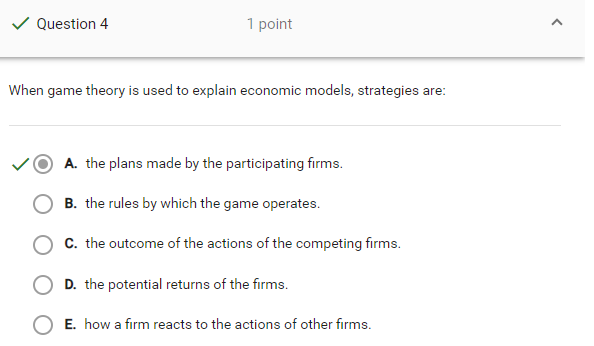 Question 4 1 point
When game theory is used to explain economic models, strategies are:
A. the plans made by the participating firms.
B. the rules by which the game operates.
C. the outcome of the actions of the competing firms.
D. the potential returns of the firms.
E. how a firm reacts to the actions of other firms.